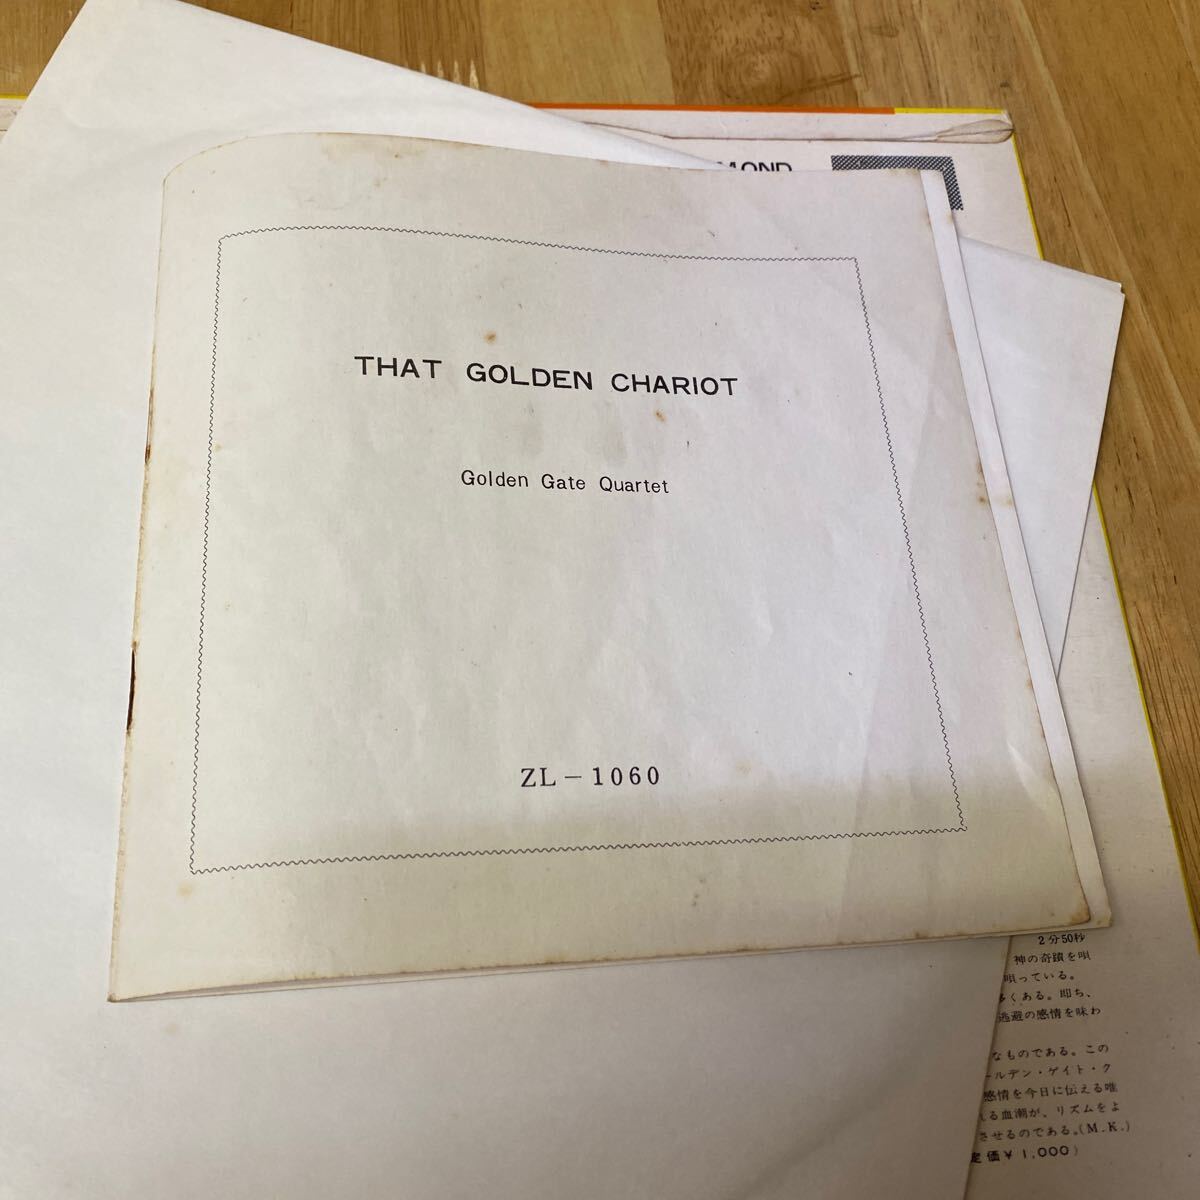 MOND
THAT GOLDEN CHARIOT
Golden Gate Quartet
ZL-1060
2分50秒
神の奇蹟を唄
唄っている。
多くある。即ち、
逃避の感情を味わ
なものである。この
ールデン・ゲイト・ク
感情を今日に伝える唯
れる血潮が、リズムをよ
させるのである。(M.K.)
定価¥1,000)